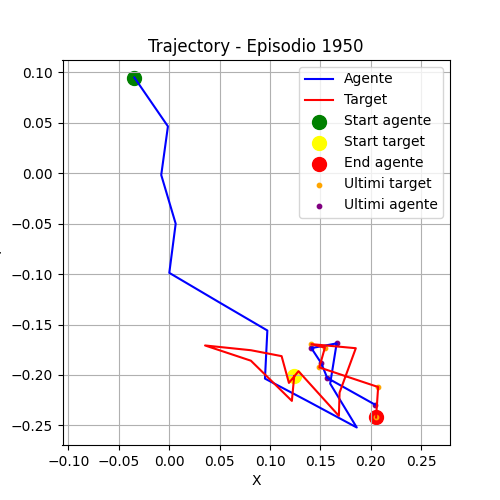 Trajectory - Episodio 1950
Agente
Target
Start agente
Start target
End agente
Ultimi target
Ultimi agente
0.10
0.05
0.00
−0.05
−0.10
−0.15
−0.20
−0.25
−0.10 −0.05 0.00 0.05 0.10 0.15 0.20 0.25
X